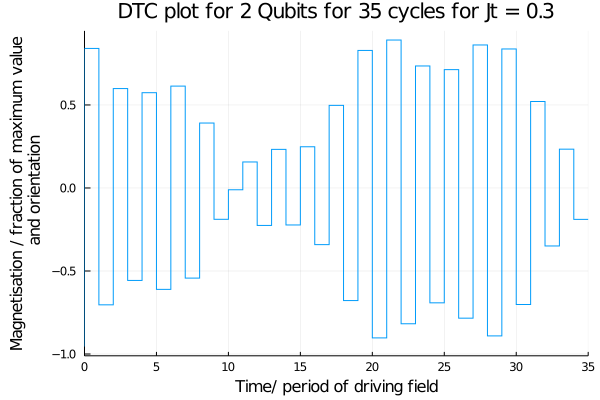 DTC plot for 2 Qubits for 35 cycles for Jt = 0.3
Magnetisation / fraction of maximum value
and orientation
0.5
0.0
−0.5
−1.0
0 5 10 15 20 25 30 35
Time/ period of driving field